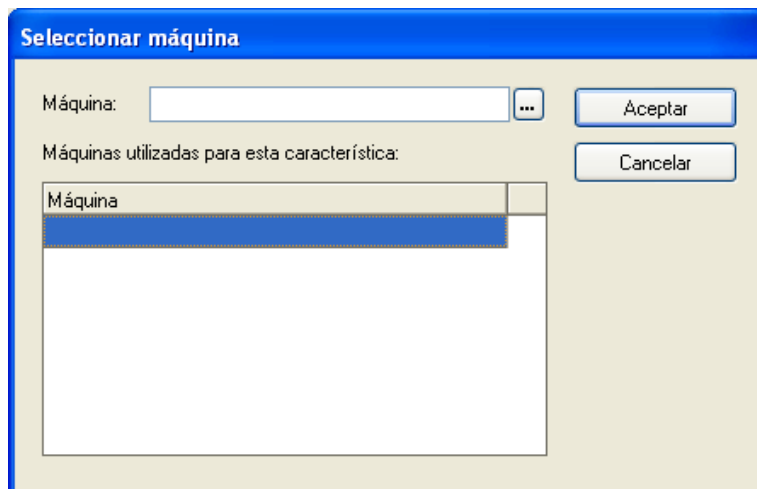 Seleccionar máquina
Máquina:
...
Aceptar
Máquinas utilizadas para esta característica:
Cancelar
Máquina